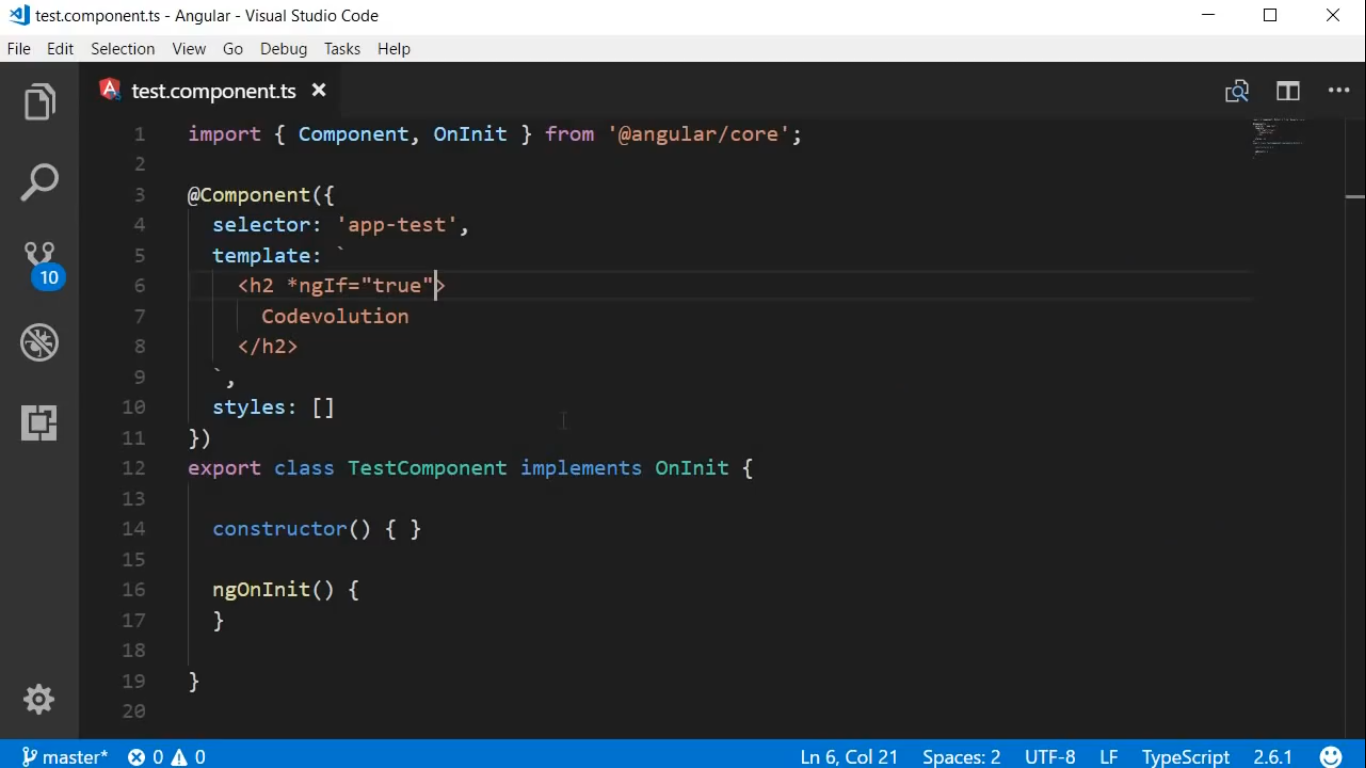 test.component.ts - Angular - Visual Studio Code
File Edit Selection View Go Debug Tasks Help
test.component.ts
1 import { Component, OnInit } from '@angular/core';
2
3 @Component({
4 selector: 'app-test',
5 template: `
6 <h2 *ngIf="true">
7 Codevolution
8 </h2>
9 `,
10 styles: []
11 })
12 export class TestComponent implements OnInit {
13
14 constructor() { }
15
16 ngOnInit() {
17 }
18
19 }
20
10
master* 0 0 Ln 6, Col 21 Spaces: 2 UTF-8 LF TypeScript 2.6.1